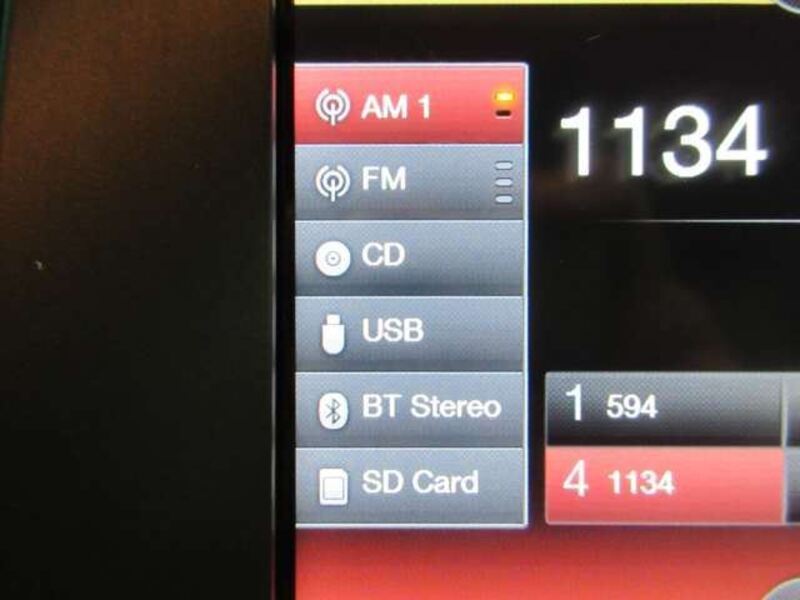 AM 1
1134
FM
CD
USB
BT Stereo
1 594
SD Card
4 1134